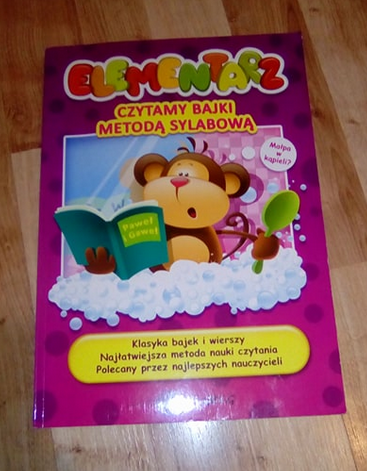 ELEMENTARZ
CZYTAMY BAJKI
METODĄ SYLABOWĄ
Małpa
w
kąpieli?
Paweł
i Gaweł
Klasyka bajek i wierszy
Najłatwiejsza metoda nauki czytania
Polecany przez najlepszych nauczycieli